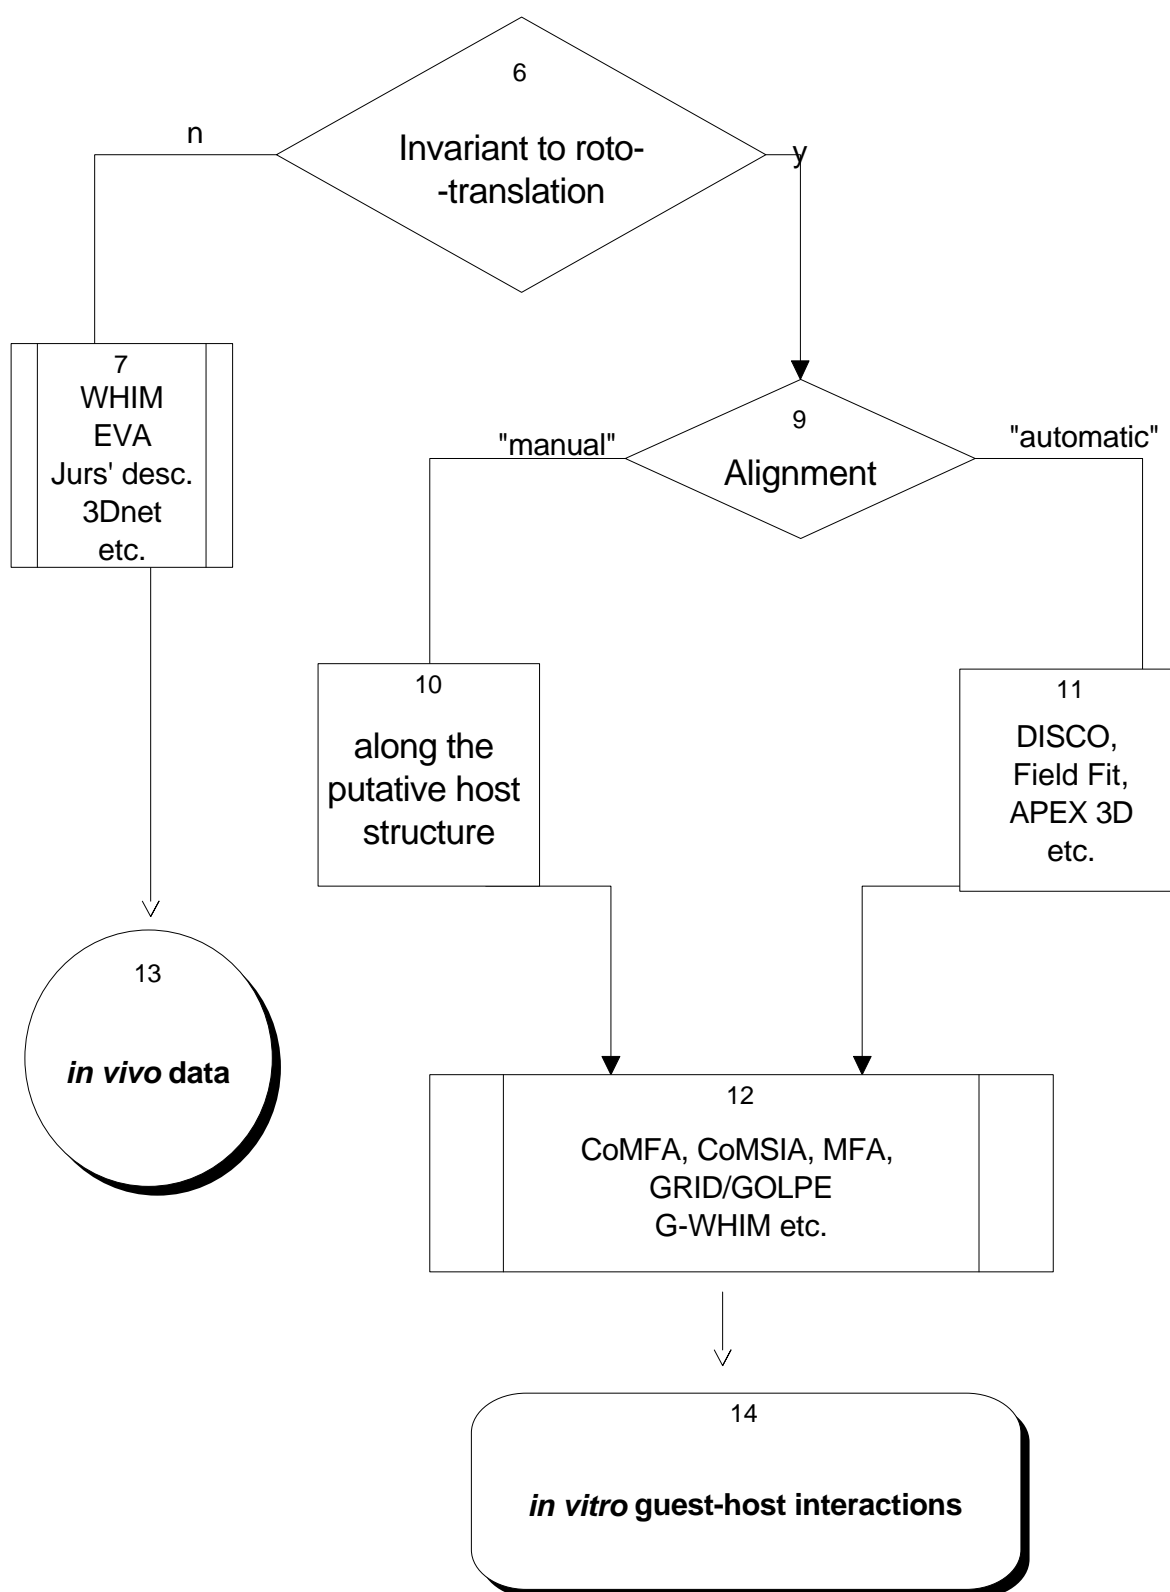 6
Invariant to roto-
-translation
n
y
7
WHIM
EVA
Jurs' desc.
3Dnet
etc.
9
Alignment
"manual"
"automatic"
10
along the
putative host
structure
11
DISCO,
Field Fit,
APEX 3D
etc.
13
in vivo data
12
CoMFA, CoMSIA, MFA,
GRID/GOLPE
G-WHIM etc.
14
in vitro guest-host interactions